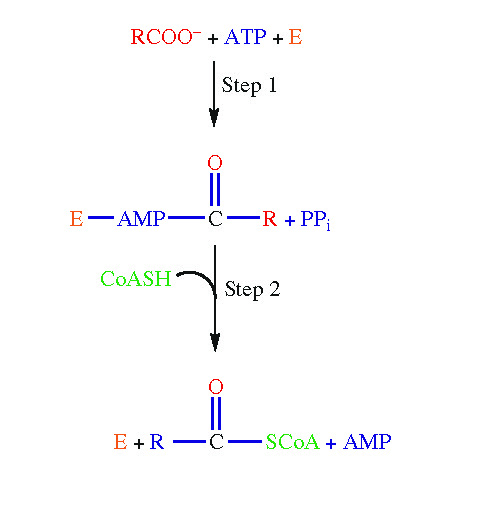 RCOO⁻ + ATP + E
Step 1
O
E AMP C R + PPᵢ
CoASH
Step 2
O
E + R C SCoA + AMP